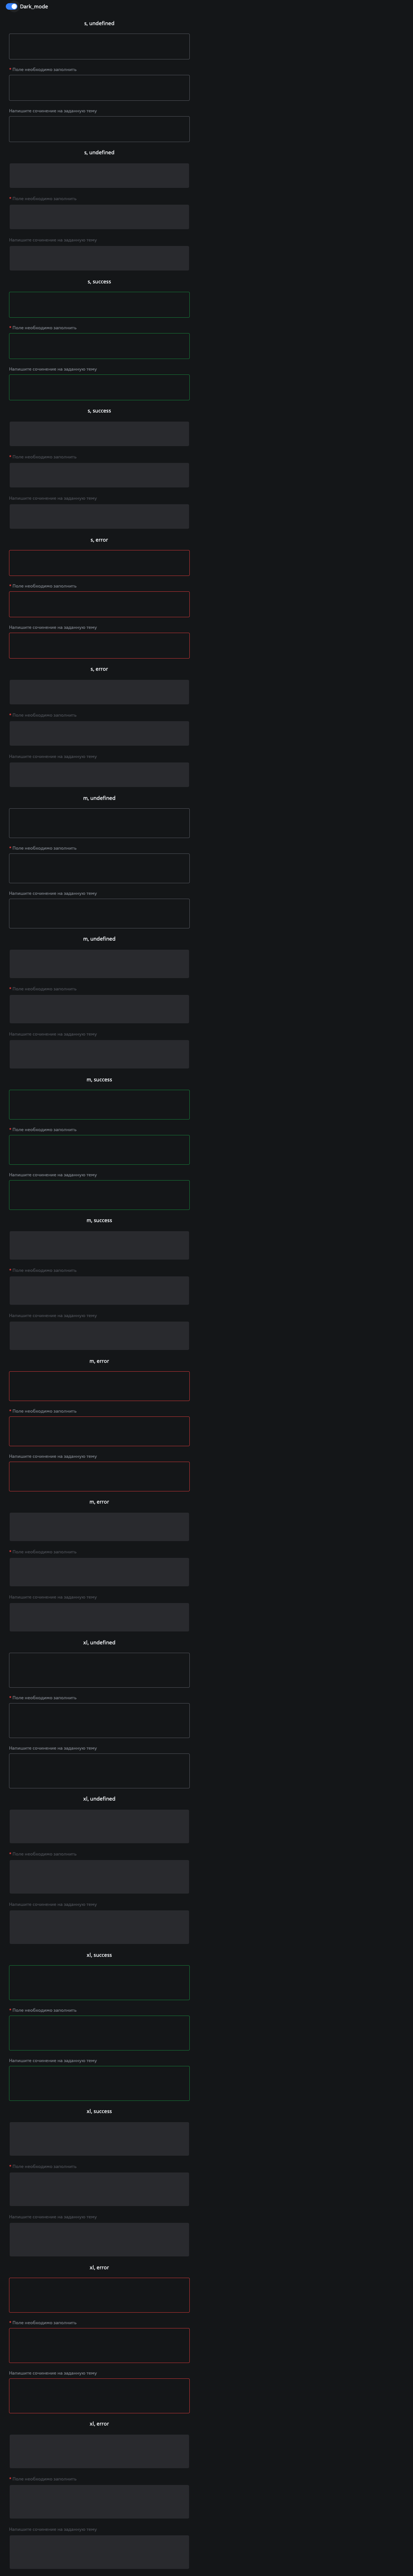 Dark_mode
s, undefined
* Поле необходимо заполнить
Напишите сочинение на заданную тему
s, undefined
* Поле необходимо заполнить
Напишите сочинение на заданную тему
s, success
* Поле необходимо заполнить
Напишите сочинение на заданную тему
s, success
* Поле необходимо заполнить
Напишите сочинение на заданную тему
s, error
* Поле необходимо заполнить
Напишите сочинение на заданную тему
s, error
* Поле необходимо заполнить
Напишите сочинение на заданную тему
m, undefined
* Поле необходимо заполнить
Напишите сочинение на заданную тему
m, undefined
* Поле необходимо заполнить
Напишите сочинение на заданную тему
m, success
* Поле необходимо заполнить
Напишите сочинение на заданную тему
m, success
* Поле необходимо заполнить
Напишите сочинение на заданную тему
m, error
* Поле необходимо заполнить
Напишите сочинение на заданную тему
m, error
* Поле необходимо заполнить
Напишите сочинение на заданную тему
xl, undefined
* Поле необходимо заполнить
Напишите сочинение на заданную тему
xl, undefined
* Поле необходимо заполнить
Напишите сочинение на заданную тему
xl, success
* Поле необходимо заполнить
Напишите сочинение на заданную тему
xl, success
* Поле необходимо заполнить
Напишите сочинение на заданную тему
xl, error
* Поле необходимо заполнить
Напишите сочинение на заданную тему
xl, error
* Поле необходимо заполнить
Напишите сочинение на заданную тему